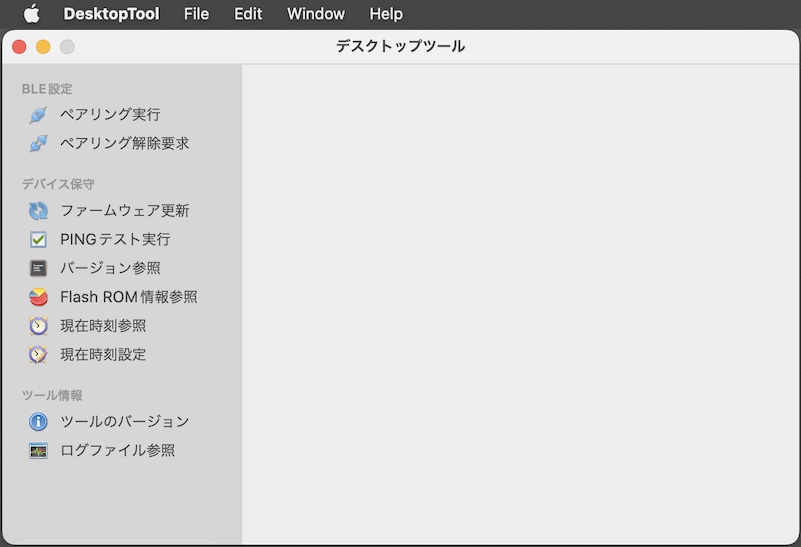 DesktopTool File Edit Window Help
デスクトップツール
BLE設定
ペアリング実行
ペアリング解除要求
デバイス保守
ファームウェア更新
PINGテスト実行
バージョン参照
Flash ROM情報参照
現在時刻参照
現在時刻設定
ツール情報
ツールのバージョン
ログファイル参照